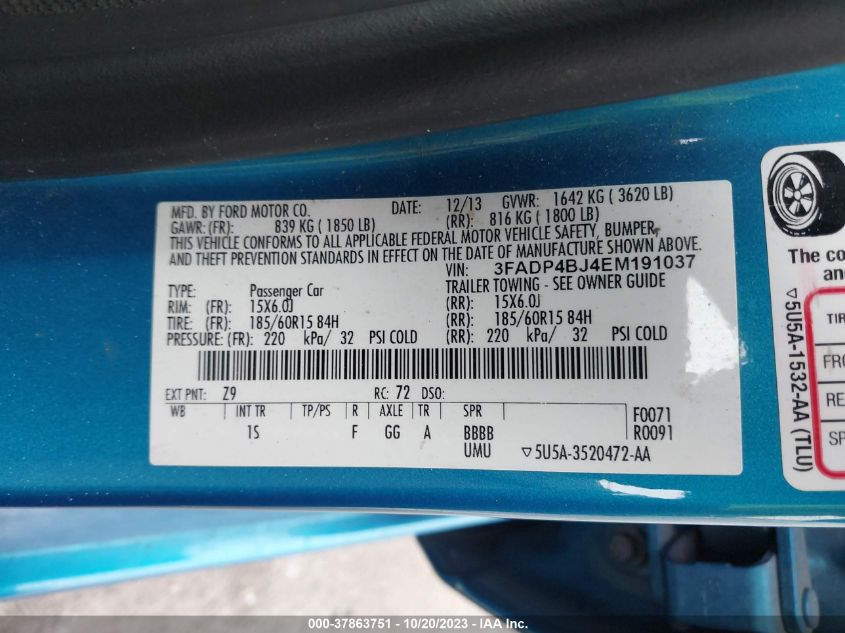 MFD. BY FORD MOTOR CO. DATE: 12/13 GVWR: 1642 KG ( 3620 LB)
GAWR: (FR): 839 KG ( 1850 LB) (RR): 816 KG ( 1800 LB)
THIS VEHICLE CONFORMS TO ALL APPLICABLE FEDERAL MOTOR VEHICLE SAFETY, BUMPER,
AND THEFT PREVENTION STANDARDS IN EFFECT ON THE DATE OF MANUFACTURE SHOWN ABOVE.
VIN: 3FADP4BJ4EM191037
TYPE: Passenger Car TRAILER TOWING - SEE OWNER GUIDE
RIM: (FR): 15X6.0J (RR): 15X6.0J
TIRE: (FR): 185/60R15 84H (RR): 185/60R15 84H
PRESSURE: (FR): 220 kPa/ 32 PSI COLD (RR): 220 kPa/ 32 PSI COLD
EXT PNT: Z9 RC: 72 DSO:
WB INT TR TP/PS R AXLE TR SPR F0071
1S F GG A BBBB R0091
UMU ▽5U5A-3520472-AA
▽5U5A-1532-AA (TLU)
The co
an
TIR
FRO
RE
SP
000-37863751 - 10/20/2023 - IAAI.com